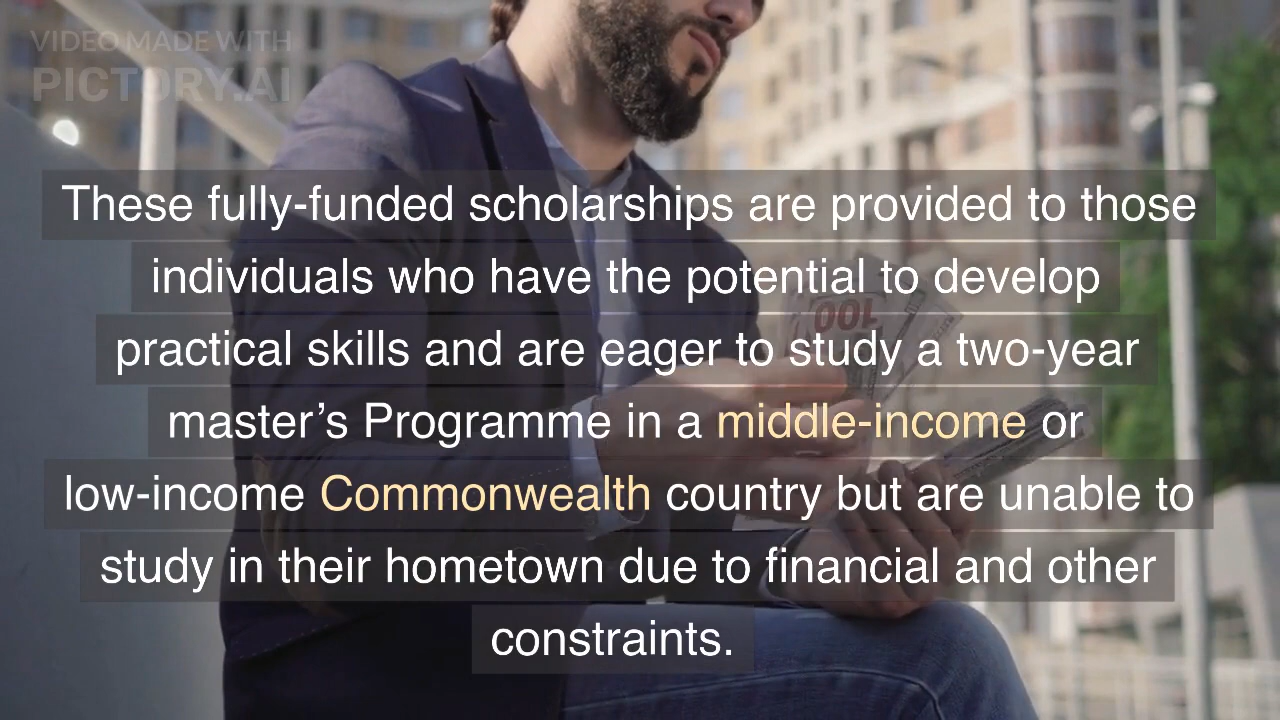 VIDEO MADE WITH
PICTORY.AI
These fully-funded scholarships are provided to those
individuals who have the potential to develop
100
practical skills and are eager to study a two-year
master’s Programme in a middle-income or
low-income Commonwealth country but are unable to
study in their hometown due to financial and other
constraints.